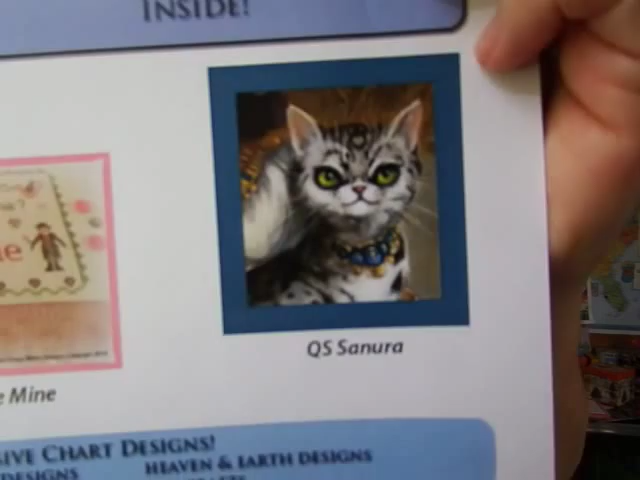 INSIDE!
QS Sanura
e Mine
SIVE CHART DESIGNS!
DESIGNS HEAVEN & EARTH DESIGNS